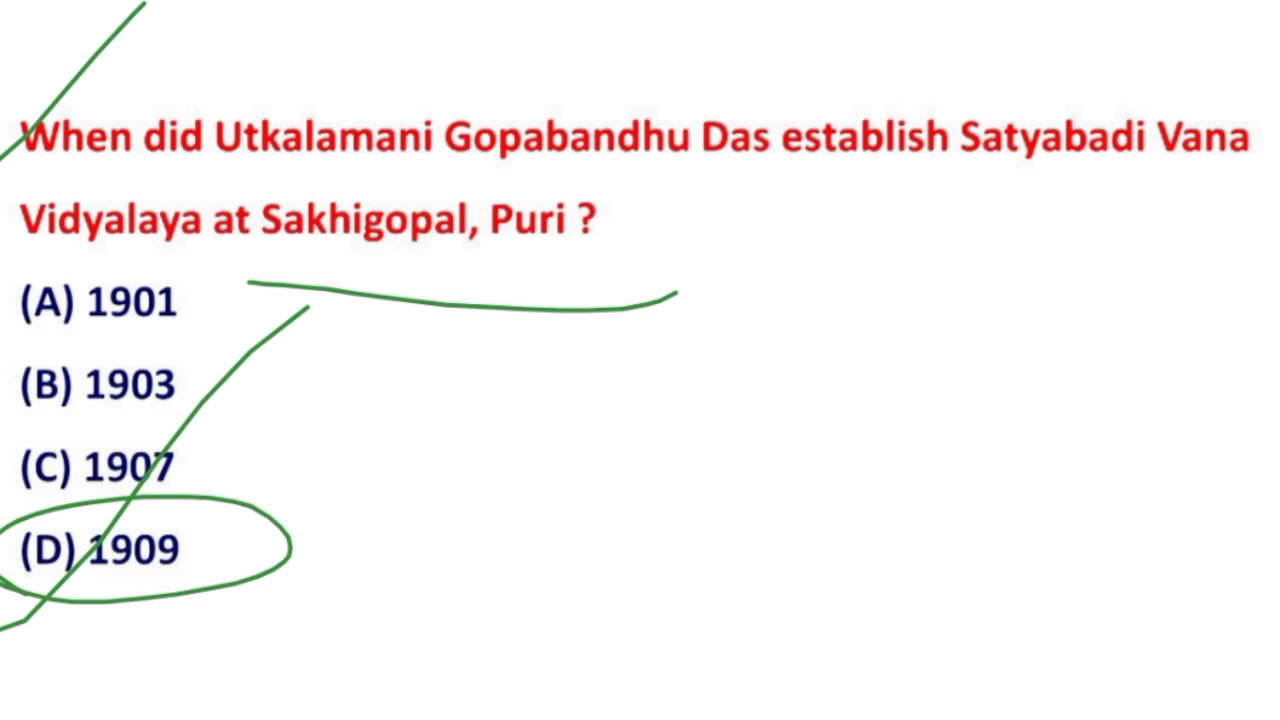 When did Utkalamani Gopabandhu Das establish Satyabadi Vana
Vidyalaya at Sakhigopal, Puri ?
(A) 1901
(B) 1903
(C) 1907
(D) 1909